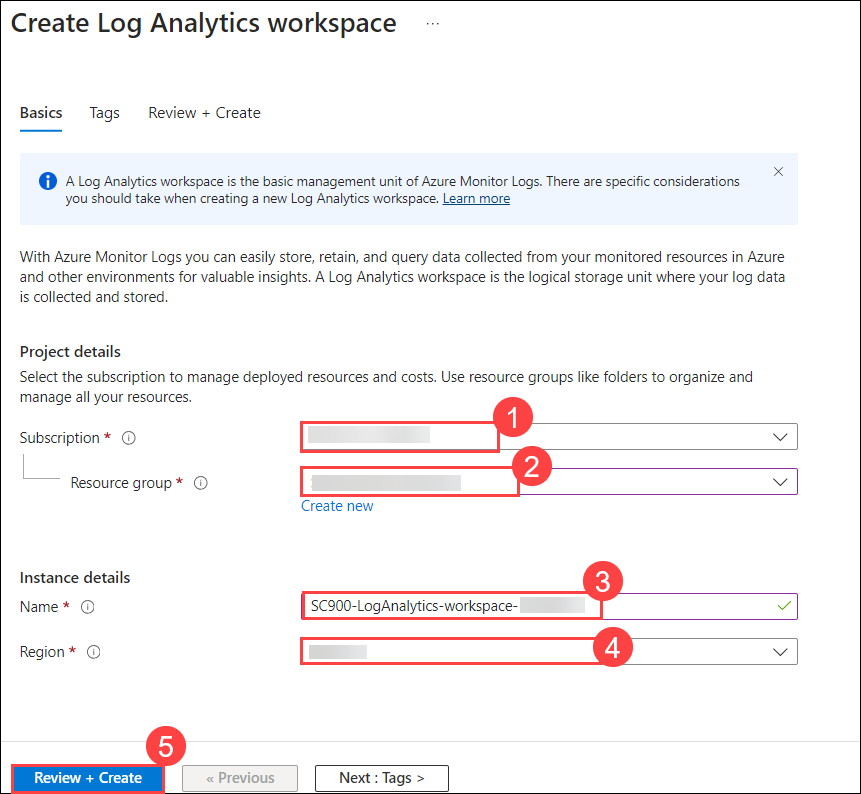 Create Log Analytics workspace ...
Basics Tags Review + Create
A Log Analytics workspace is the basic management unit of Azure Monitor Logs. There are specific considerations
you should take when creating a new Log Analytics workspace. Learn more
With Azure Monitor Logs you can easily store, retain, and query data collected from your monitored resources in Azure
and other environments for valuable insights. A Log Analytics workspace is the logical storage unit where your log data
is collected and stored.
Project details
Select the subscription to manage deployed resources and costs. Use resource groups like folders to organize and
manage all your resources.
Subscription * 1
Resource group * 2
Create new
Instance details
Name * SC900-LogAnalytics-workspace- 3
Region * 4
5
Review + Create « Previous Next : Tags >